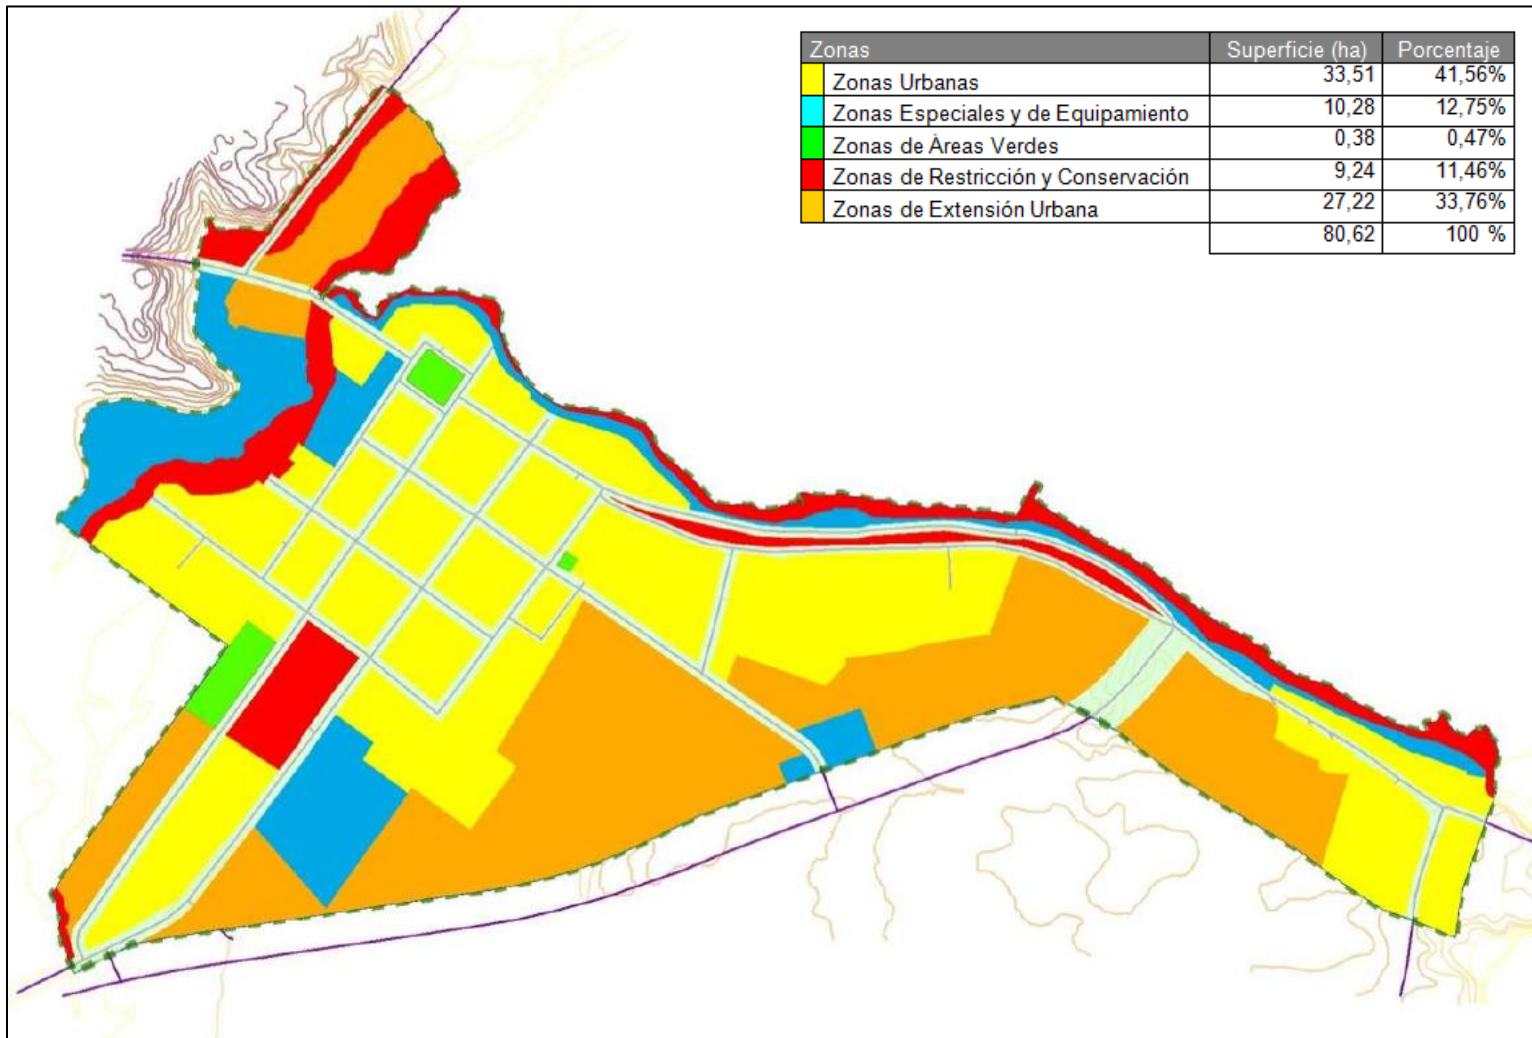 Zonas Superficie (ha) Porcentaje
Zonas Urbanas 33,51 41,56%
Zonas Especiales y de Equipamiento 10,28 12,75%
Zonas de Áreas Verdes 0,38 0,47%
Zonas de Restricción y Conservación 9,24 11,46%
Zonas de Extensión Urbana 27,22 33,76%
80,62 100 %